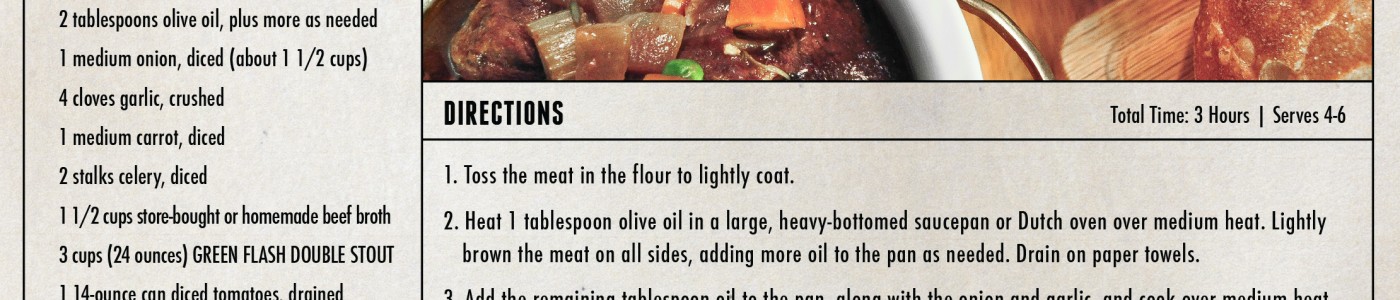 2 tablespoons olive oil, plus more as needed
1 medium onion, diced (about 1 1/2 cups)
4 cloves garlic, crushed
1 medium carrot, diced
2 stalks celery, diced
1 1/2 cups store-bought or homemade beef broth
3 cups (24 ounces) GREEN FLASH DOUBLE STOUT
1 14-ounce can diced tomatoes, drained
DIRECTIONS
Total Time: 3 Hours | Serves 4-6
1. Toss the meat in the flour to lightly coat.
2. Heat 1 tablespoon olive oil in a large, heavy-bottomed saucepan or Dutch oven over medium heat. Lightly
brown the meat on all sides, adding more oil to the pan as needed. Drain on paper towels.
3. Add the remaining tablespoon oil to the pan, along with the onion and garlic, and cook over medium heat